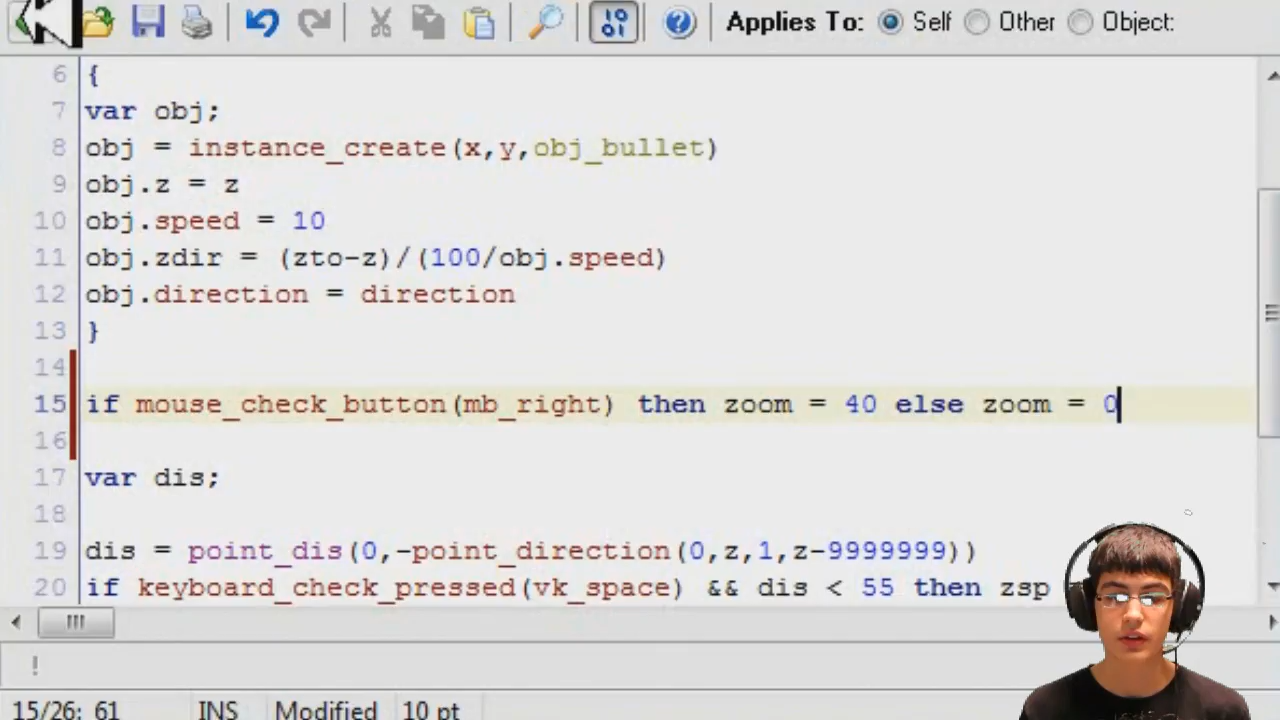 Applies To: Self Other Object:
6 {
7 var obj;
8 obj = instance_create(x,y,obj_bullet)
9 obj.z = z
10 obj.speed = 10
11 obj.zdir = (zto-z)/(100/obj.speed)
12 obj.direction = direction
13 }
14
15 if mouse_check_button(mb_right) then zoom = 40 else zoom = 0
16
17 var dis;
18
19 dis = point_dis(0,-point_direction(0,z,1,z-9999999))
20 if keyboard_check_pressed(vk_space) && dis < 55 then zsp
!
15/26: 61 INS Modified 10 pt